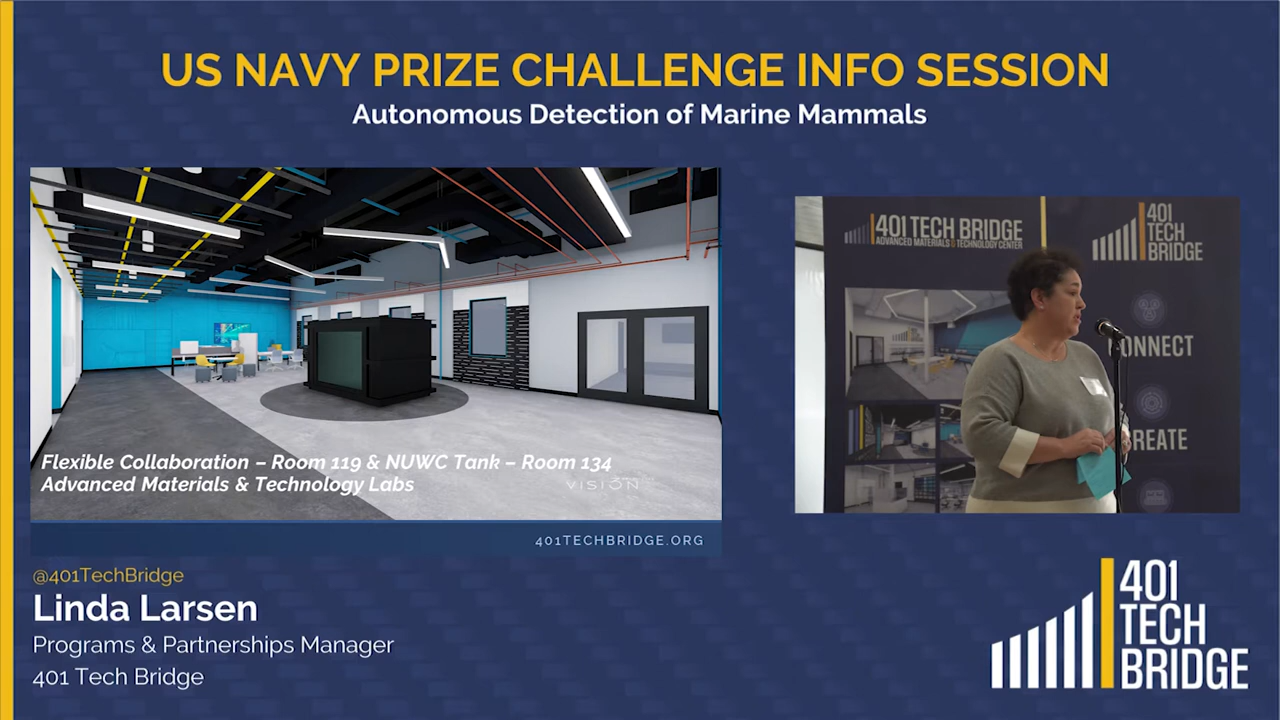 US NAVY PRIZE CHALLENGE INFO SESSION
Autonomous Detection of Marine Mammals
Flexible Collaboration – Room 119 & NUWC Tank – Room 134
Advanced Materials & Technology Labs
VISION
401TECHBRIDGE.ORG
401 TECH BRIDGE
ADVANCED MATERIALS & TECHNOLOGY CENTER
401
TECH
BRIDGE
ONNECT
REATE
@401TechBridge
Linda Larsen
Programs & Partnerships Manager
401 Tech Bridge
401
TECH
BRIDGE